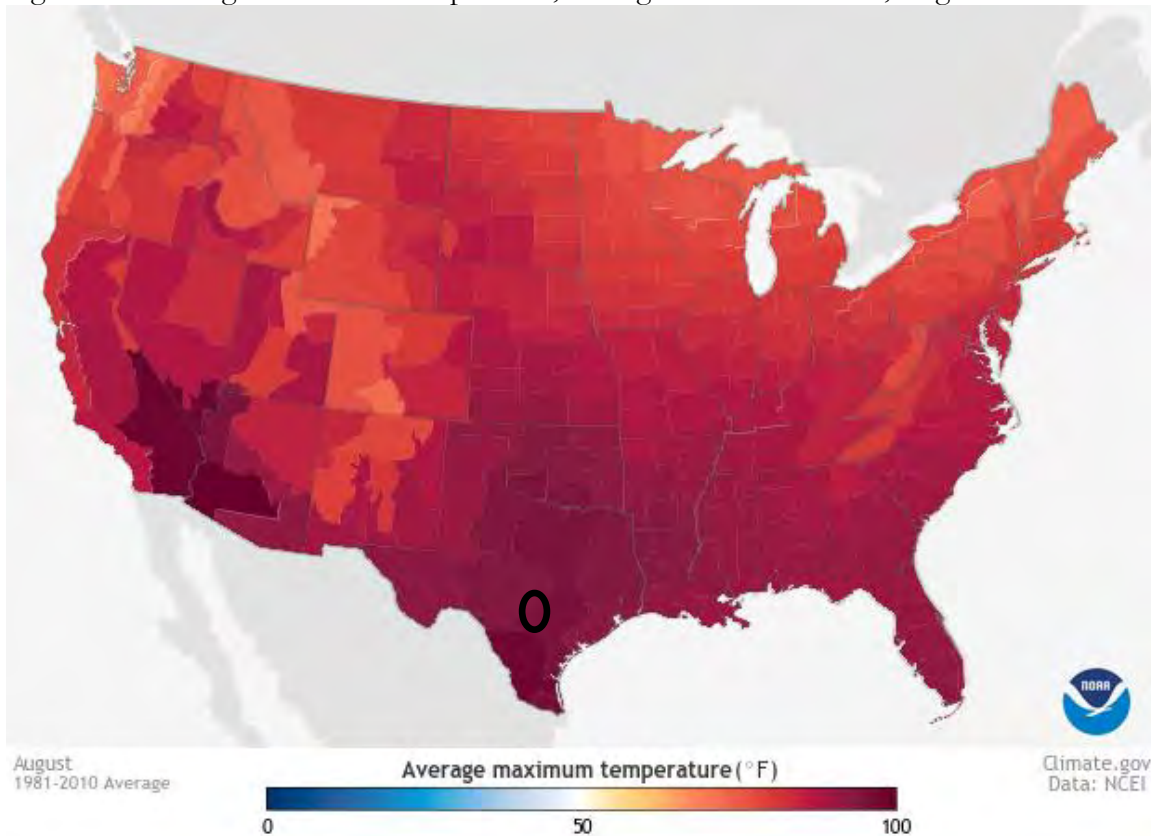 August
1981-2010 Average
Average maximum temperature (°F)
0 50 100
NOAA
Climate.gov
Data: NCEI